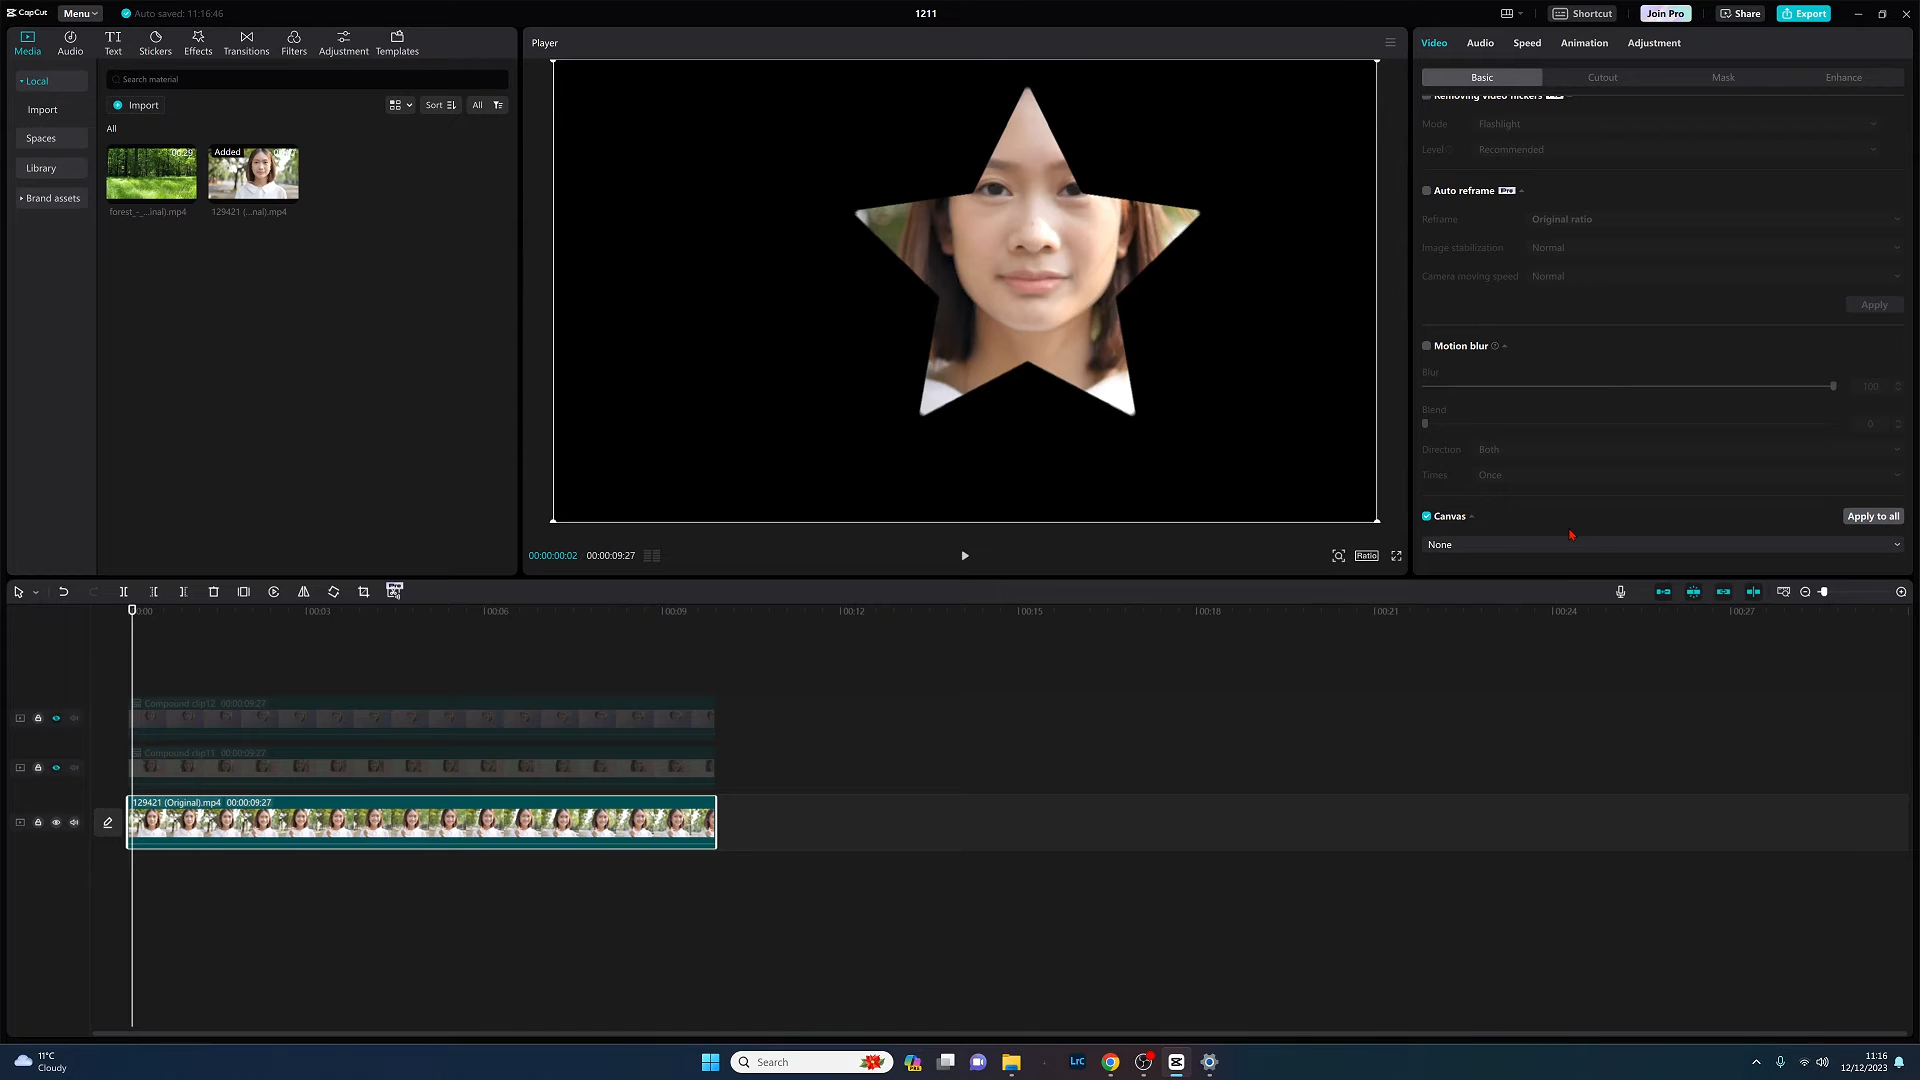 CapCut
Menu
Auto saved: 11:16:46
1211
Shortcut
Join Pro
Share
Export
Media
Audio
Text
Stickers
Effects
Transitions
Filters
Adjustment
Templates
Local
Import
Spaces
Library
Brand assets
Search material
Import
Sort
All
All
00:29
forest_-_...inal).mp4
Added
129421 (...nal).mp4
Player
00:00:00:02 / 00:00:09:27
Ratio
Video
Audio
Speed
Animation
Adjustment
Basic
Cutout
Mask
Enhance
Removing video flickers
Mode
Flashlight
Level
Recommended
Auto reframe Pro
Reframe
Original ratio
Image stabilization
Normal
Camera moving speed
Normal
Apply
Motion blur
Blur
100
Blend
0
Direction
Both
Times
Once
Canvas
Apply to all
None
Pro
00:00
00:03
00:06
00:09
00:12
00:15
00:18
00:21
00:24
00:27
Compound clip12 00:00:09:27
Compound clip11 00:00:09:27
129421 (Original).mp4 00:00:09:27
11°C
Cloudy
Search
LrC
11:16
12/12/2023